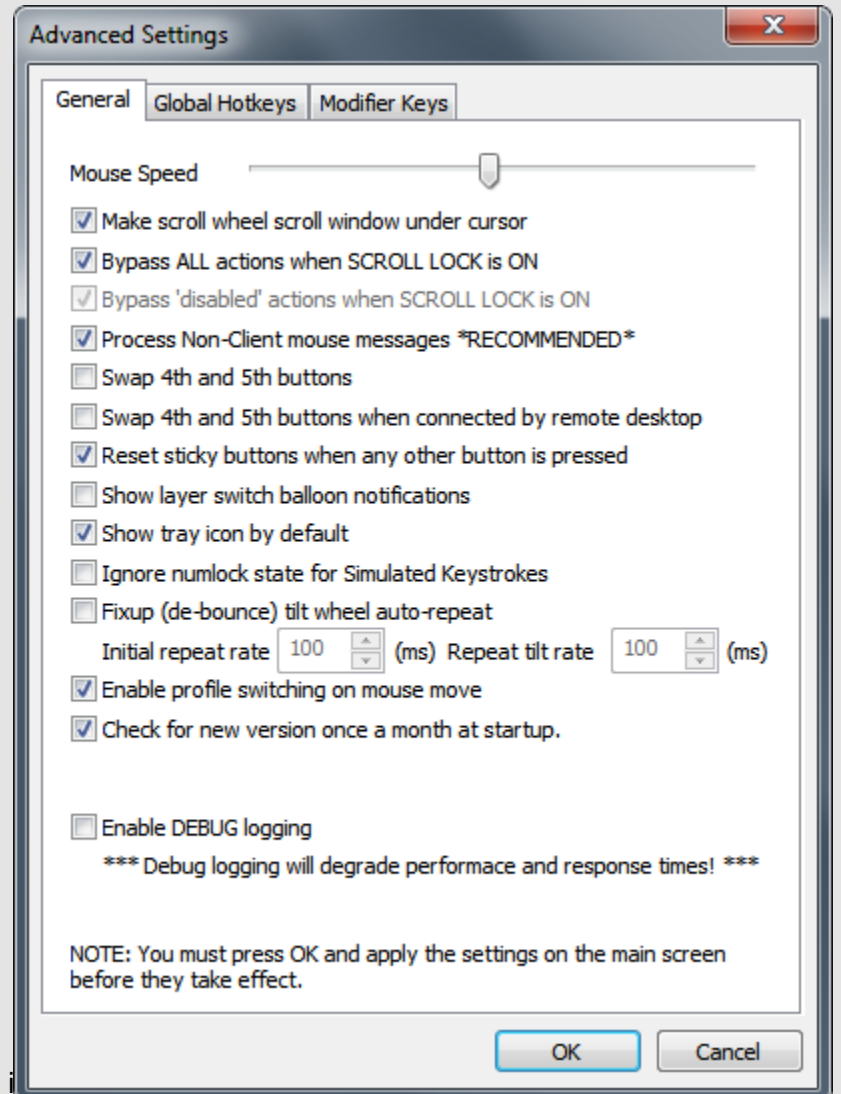 Advanced Settings
General Global Hotkeys Modifier Keys
Mouse Speed
Make scroll wheel scroll window under cursor
Bypass ALL actions when SCROLL LOCK is ON
Bypass 'disabled' actions when SCROLL LOCK is ON
Process Non-Client mouse messages *RECOMMENDED*
Swap 4th and 5th buttons
Swap 4th and 5th buttons when connected by remote desktop
Reset sticky buttons when any other button is pressed
Show layer switch balloon notifications
Show tray icon by default
Ignore numlock state for Simulated Keystrokes
Fixup (de-bounce) tilt wheel auto-repeat
Initial repeat rate 100 (ms) Repeat tilt rate 100 (ms)
Enable profile switching on mouse move
Check for new version once a month at startup.
Enable DEBUG logging
*** Debug logging will degrade performace and response times! ***
NOTE: You must press OK and apply the settings on the main screen
before they take effect.
OK Cancel
i